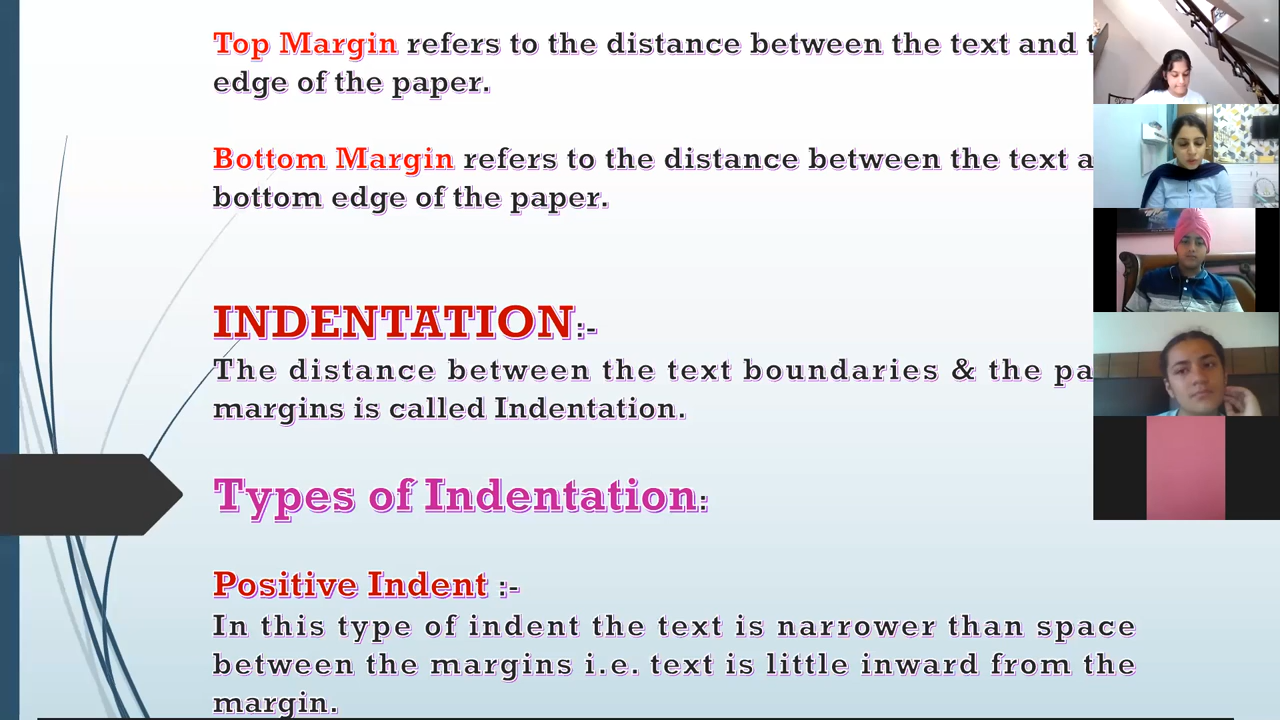 Top Margin refers to the distance between the text and
edge of the paper.
Bottom Margin refers to the distance between the text
bottom edge of the paper.
INDENTATION:-
The distance between the text boundaries & the
margins is called Indentation.
Types of Indentation:
Positive Indent :-
In this type of indent the text is narrower than space
between the margins i.e. text is little inward from the
margin.